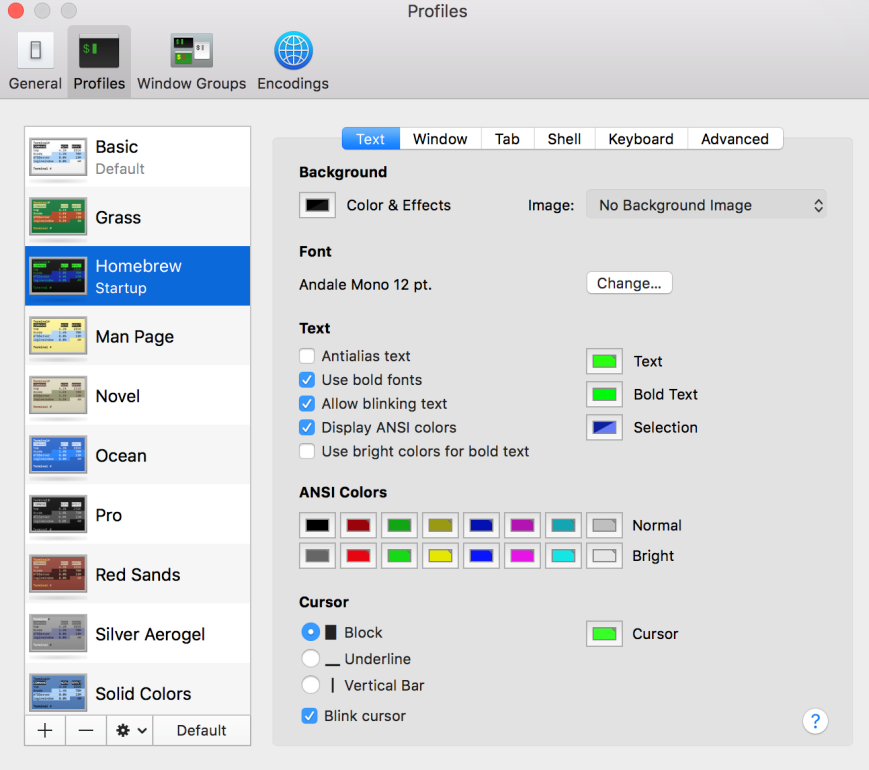 Profiles
General
Profiles
Window Groups
Encodings
Basic
Default
Grass
Homebrew
Startup
Man Page
Novel
Ocean
Pro
Red Sands
Silver Aerogel
Solid Colors
Default
Text Window Tab Shell Keyboard Advanced
Background
Color & Effects Image: No Background Image
Font
Andale Mono 12 pt. Change...
Text
Antialias text
Use bold fonts
Allow blinking text
Display ANSI colors
Use bright colors for bold text
Text
Bold Text
Selection
ANSI Colors
Normal
Bright
Cursor
Block
Underline
Vertical Bar
Blink cursor
Cursor
?